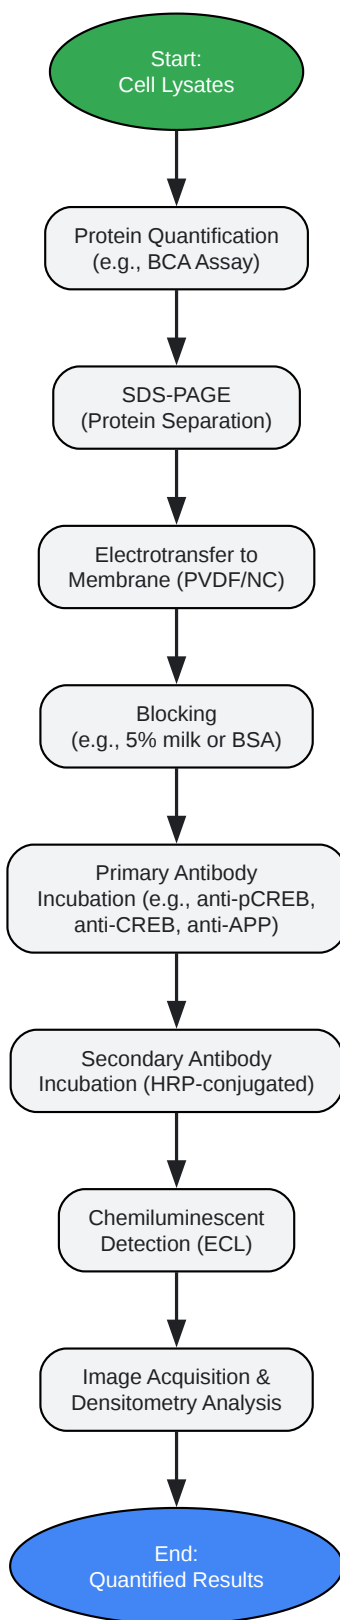 Start:
Cell Lysates
Protein Quantification
(e.g., BCA Assay)
SDS-PAGE
(Protein Separation)
Electrotransfer to
Membrane (PVDF/NC)
Blocking
(e.g., 5% milk or BSA)
Primary Antibody
Incubation (e.g., anti-pCREB,
anti-CREB, anti-APP)
Secondary Antibody
Incubation (HRP-conjugated)
Chemiluminescent
Detection (ECL)
Image Acquisition &
Densitometry Analysis
End:
Quantified Results